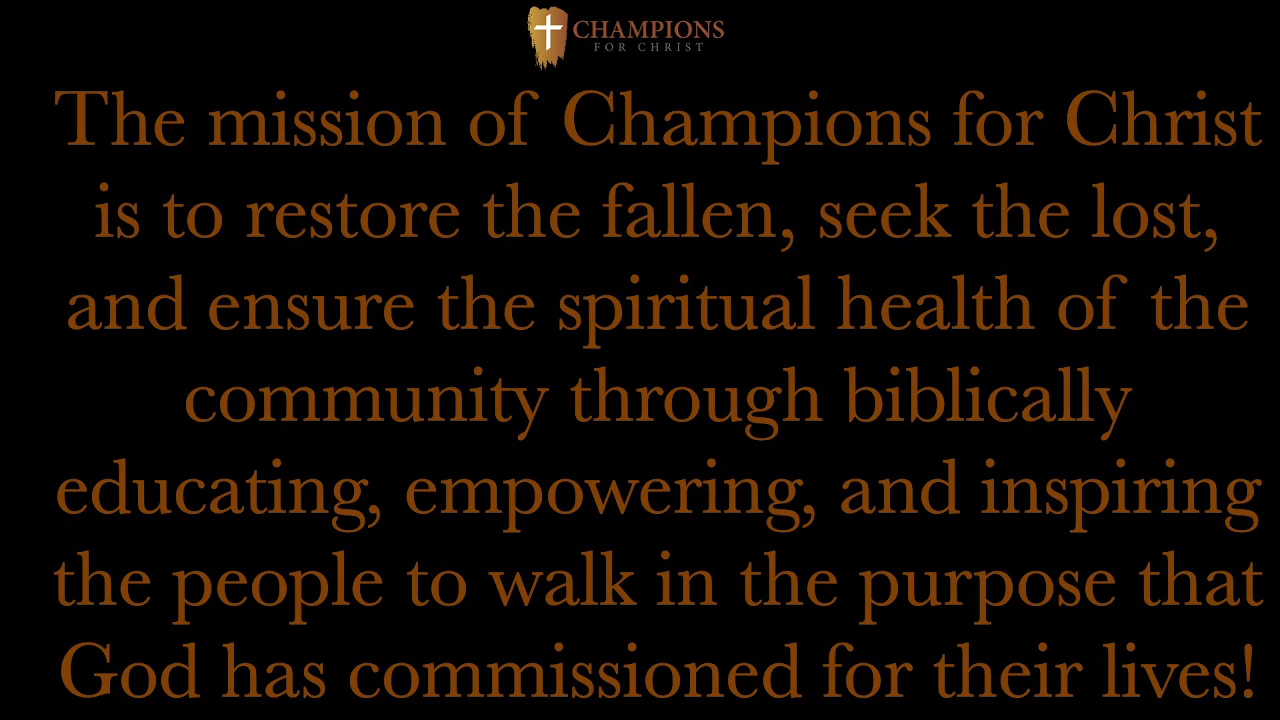 CHAMPIONS
FOR CHRIST
The mission of Champions for Christ
is to restore the fallen, seek the lost,
and ensure the spiritual health of the
community through biblically
educating, empowering, and inspiring
the people to walk in the purpose that
God has commissioned for their lives!